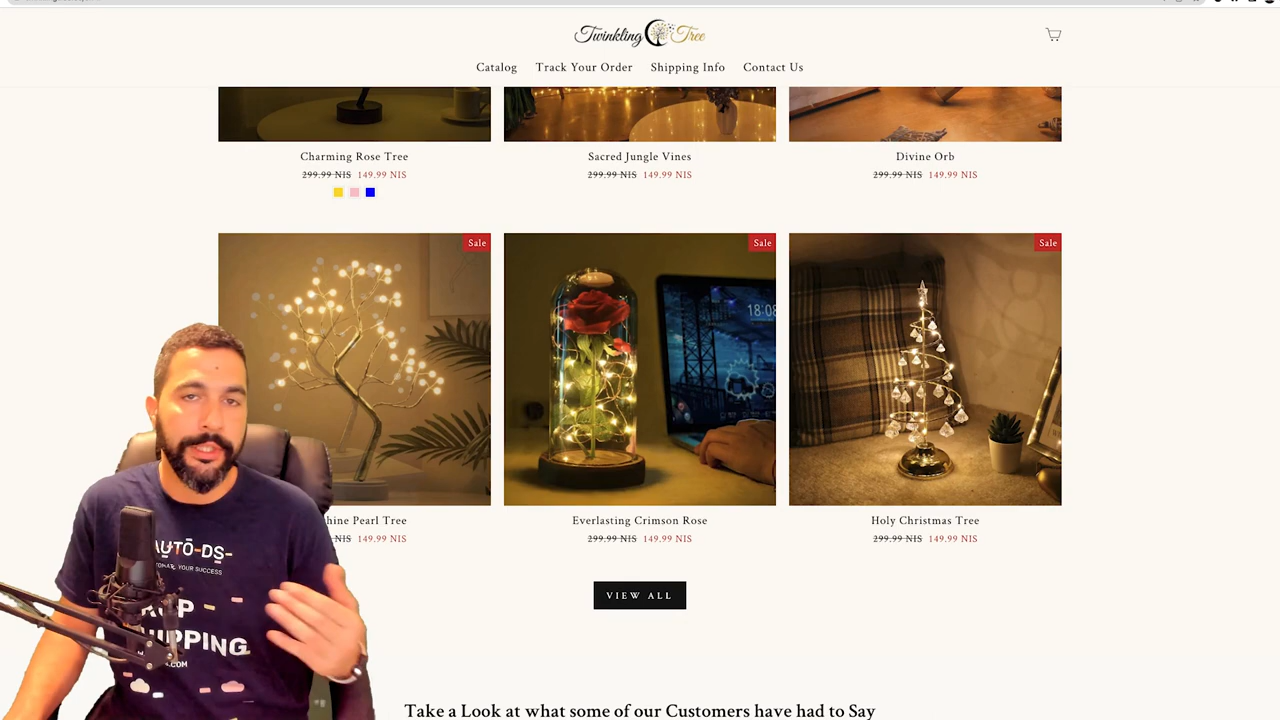 Twinkling Tree
Catalog Track Your Order Shipping Info Contact Us
Charming Rose Tree
299.99 NIS 149.99 NIS
Sacred Jungle Vines
299.99 NIS 149.99 NIS
Divine Orb
299.99 NIS 149.99 NIS
Sale
Sale
Sale
18:08
hine Pearl Tree
NIS 149.99 NIS
Everlasting Crimson Rose
299.99 NIS 149.99 NIS
Holy Christmas Tree
299.99 NIS 149.99 NIS
AUTO-DS
YOUR SUCCESS
VIEW ALL
Take a Look at what some of our Customers have had to Say